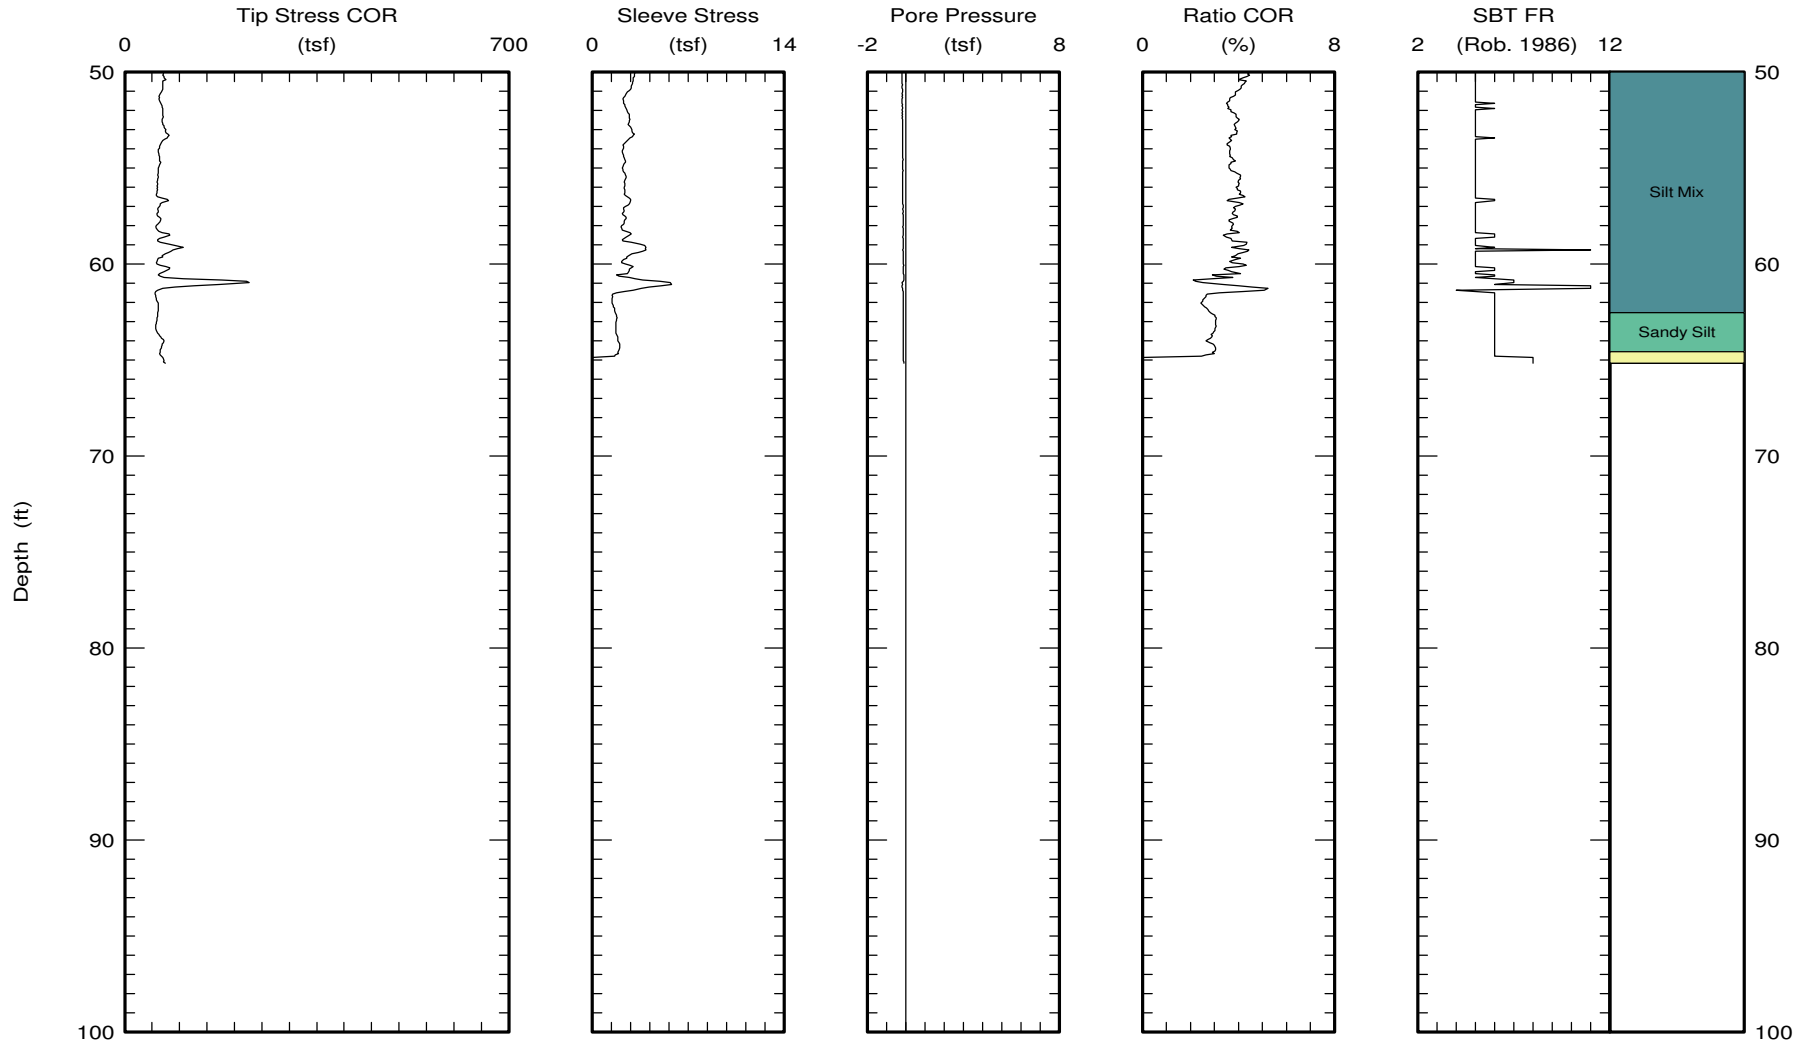 Tip Stress COR Sleeve Stress Pore Pressure Ratio COR SBT FR
0 (tsf) 700 0 (tsf) 14 -2 (tsf) 8 0 (%) 8 2 (Rob. 1986) 12
50 50
Silt Mix
60 60
Sandy Silt
70 70
Depth (ft)
80 80
90 90
100 100